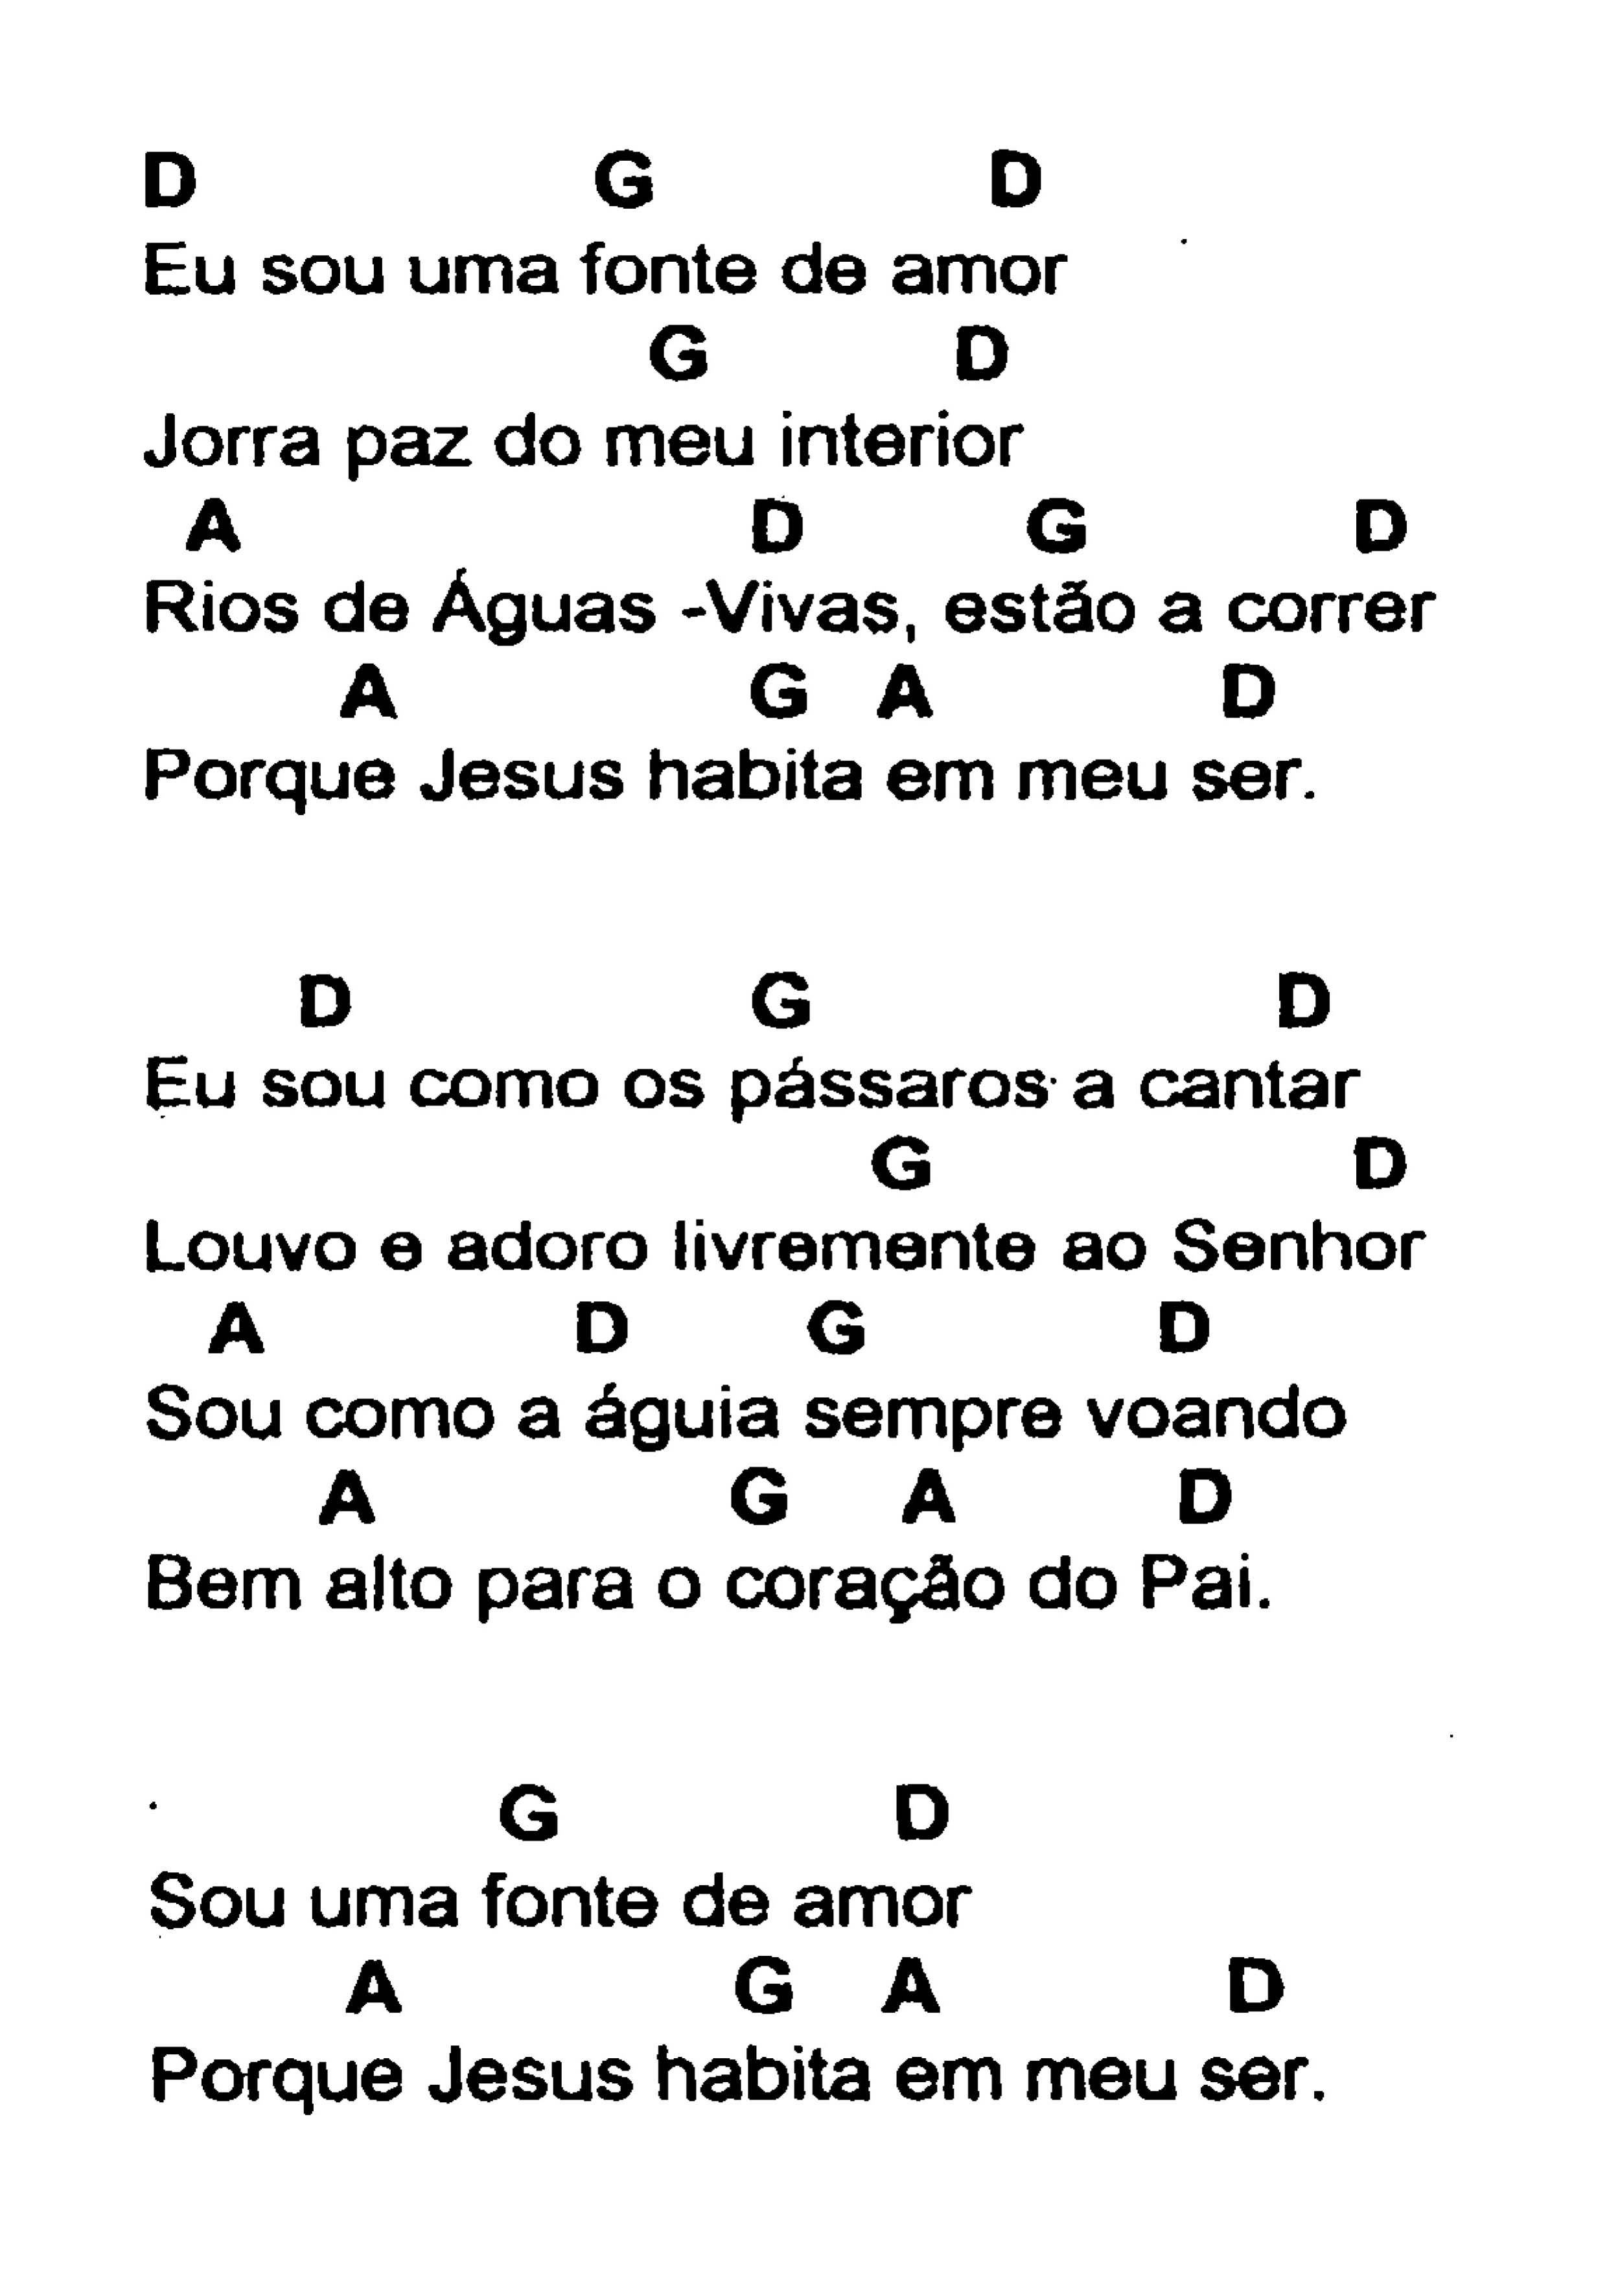 D G D
Eu sou uma fonte de amor
G D
Jorra paz do meu interior
A D G D
Rios de Águas -Vivas, estão a correr
A G A D
Porque Jesus habita em meu ser.
D G D
Eu sou como os pássaros a cantar
G D
Louvo e adoro livremente ao Senhor
A D G D
Sou como a águia sempre voando
A G A D
Bem alto para o coração do Pai.
G D
Sou uma fonte de amor
A G A D
Porque Jesus habita em meu ser.